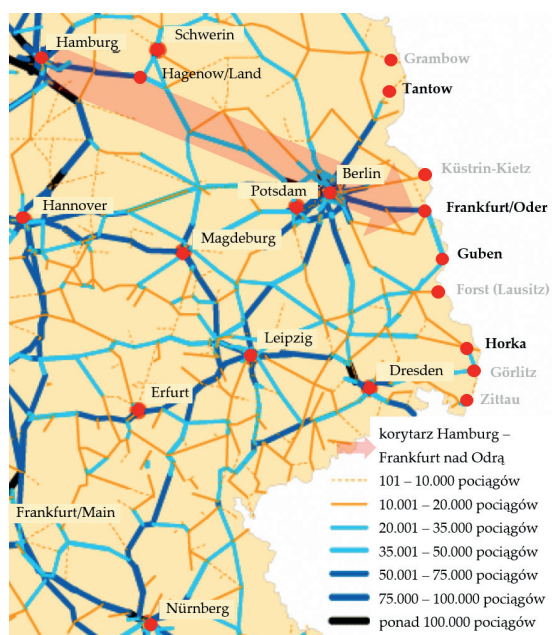 Hamburg
Schwerin
Hagenow/Land
Grambow
Tantow
Küstrin-Kietz
Berlin
Potsdam
Frankfurt/Oder
Hannover
Magdeburg
Guben
Forst (Lausitz)
Horka
Leipzig
Görlitz
Dresden
Erfurt
Zittau
korytarz Hamburg –
Frankfurt nad Odrą
101 – 10.000 pociągów
10.001 – 20.000 pociągów
Frankfurt/Main
20.001 – 35.000 pociągów
35.001 – 50.000 pociągów
50.001 – 75.000 pociągów
75.000 – 100.000 pociągów
Nürnberg
ponad 100.000 pociągów